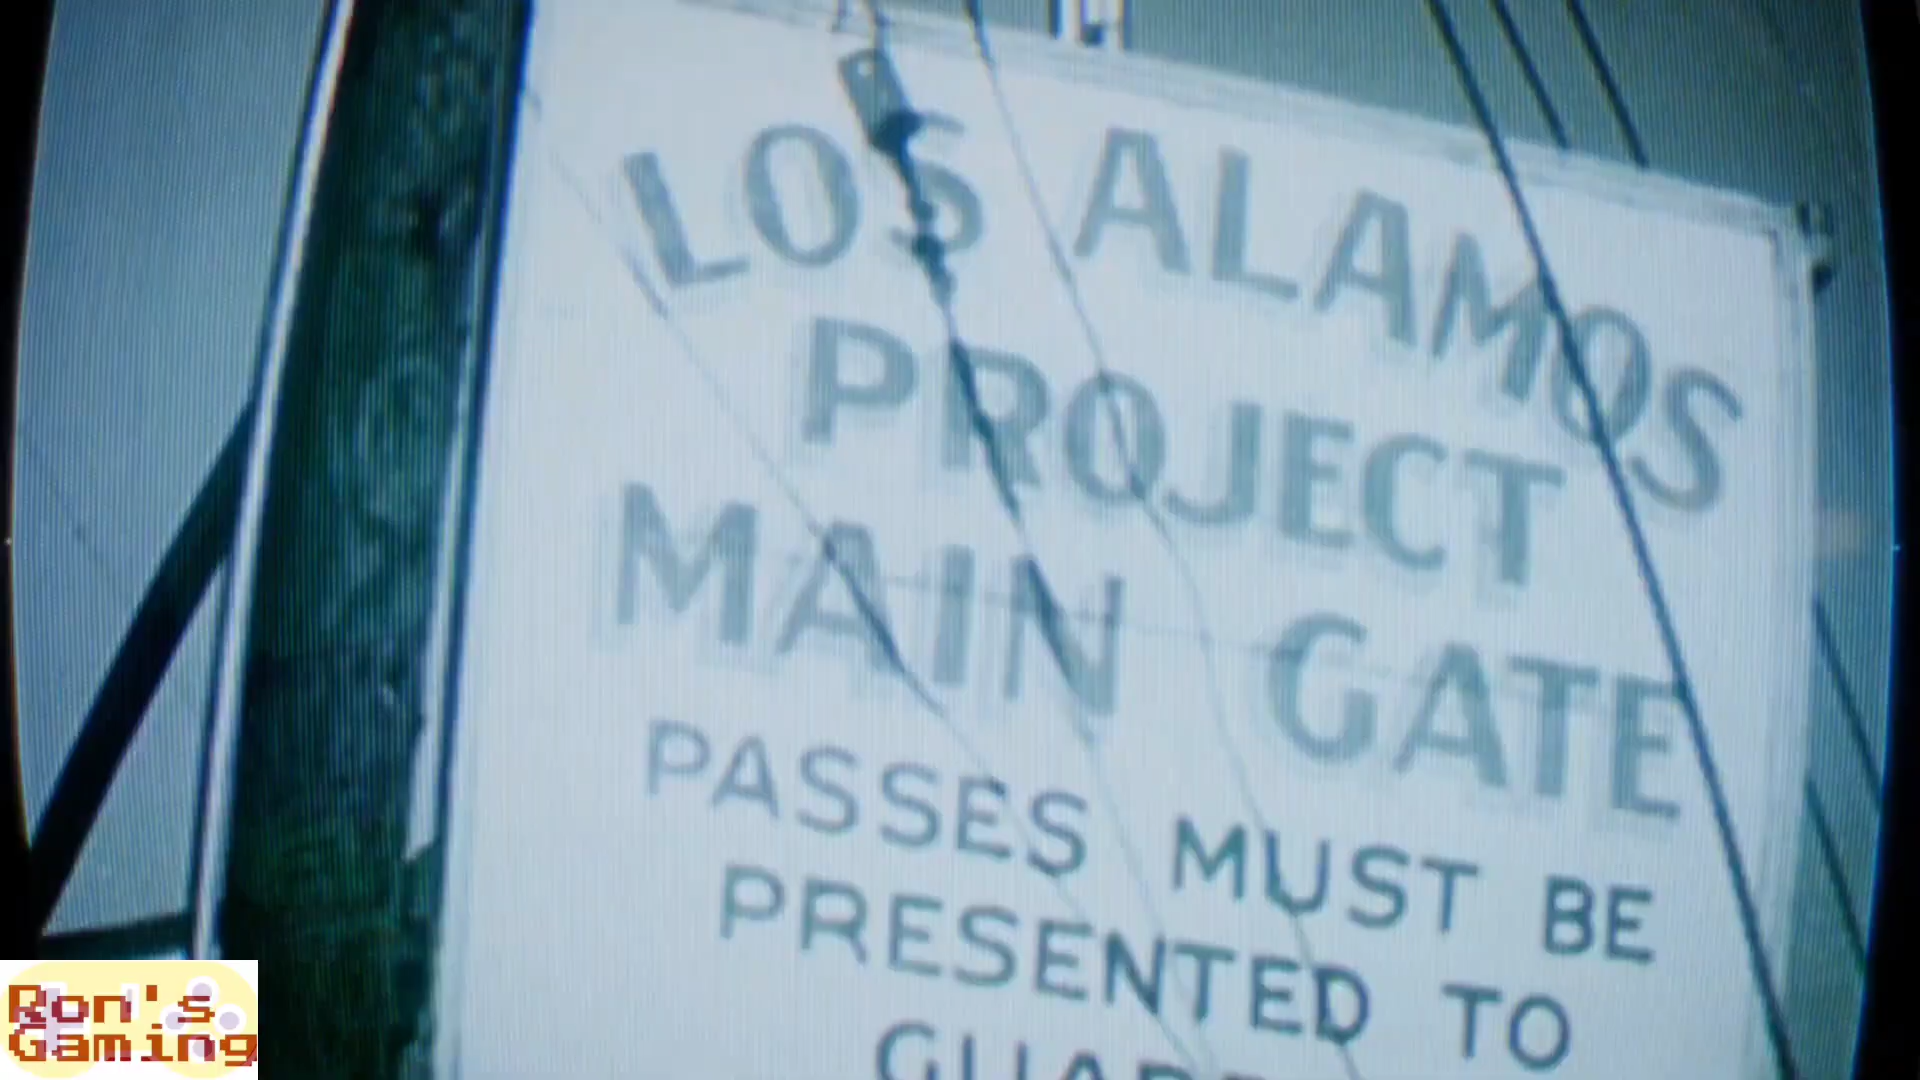 LOS ALAMOS
PROJECT
MAIN GATE
PASSES MUST BE
PRESENTED TO
Ron's
Gaming